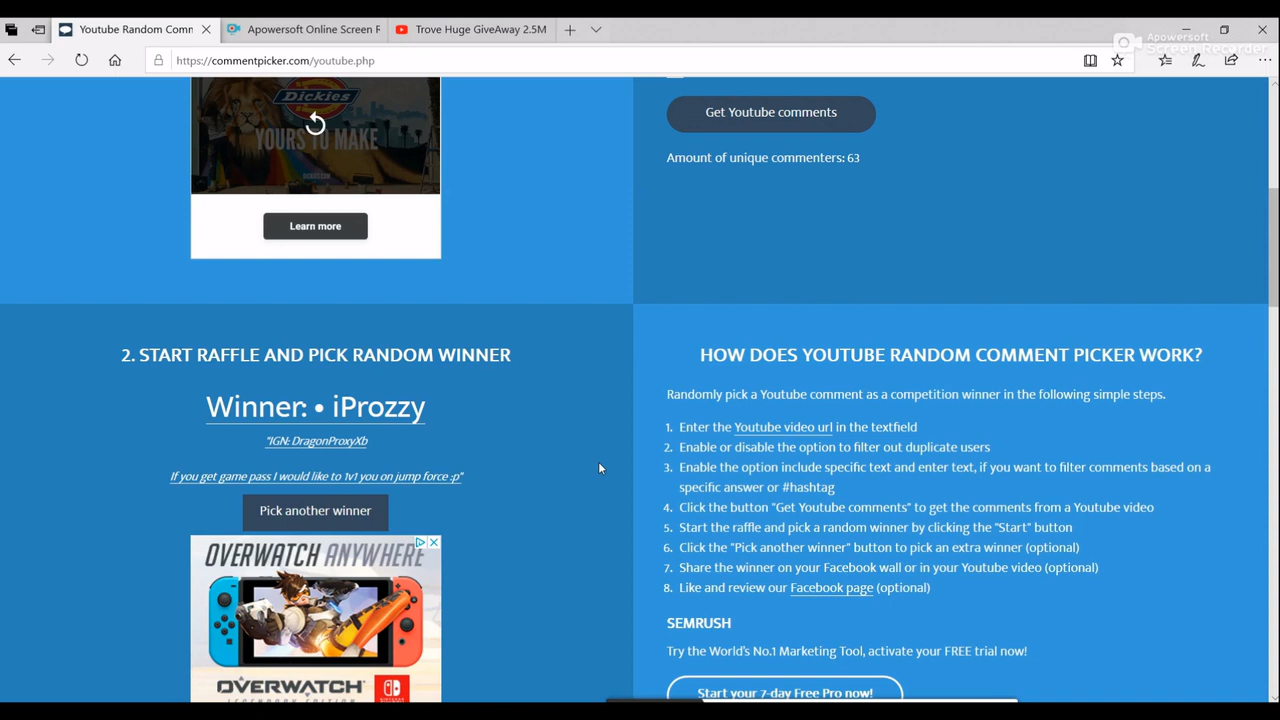 Youtube Random Comn
Apowersoft Online Screen R
Trove Huge GiveAway 2.5M
Apowersoft
Screen Recorder
https://commentpicker.com/youtube.php
Dickies
YOURS TO MAKE
Learn more
Get Youtube comments
Amount of unique commenters: 63
2. START RAFFLE AND PICK RANDOM WINNER
Winner: • iProzzy
"IGN: DragonProxyXb
If you get game pass I would like to 1v1 you on jump force :p"
Pick another winner
OVERWATCH ANYWHERE
OVERWATCH
HOW DOES YOUTUBE RANDOM COMMENT PICKER WORK?
Randomly pick a Youtube comment as a competition winner in the following simple steps.
1. Enter the Youtube video url in the textfield
2. Enable or disable the option to filter out duplicate users
3. Enable the option include specific text and enter text, if you want to filter comments based on a
specific answer or #hashtag
4. Click the button "Get Youtube comments" to get the comments from a Youtube video
5. Start the raffle and pick a random winner by clicking the "Start" button
6. Click the "Pick another winner" button to pick an extra winner (optional)
7. Share the winner on your Facebook wall or in your Youtube video (optional)
8. Like and review our Facebook page (optional)
SEMRUSH
Try the World's No.1 Marketing Tool, activate your FREE trial now!
Start your 7-day Free Pro now!